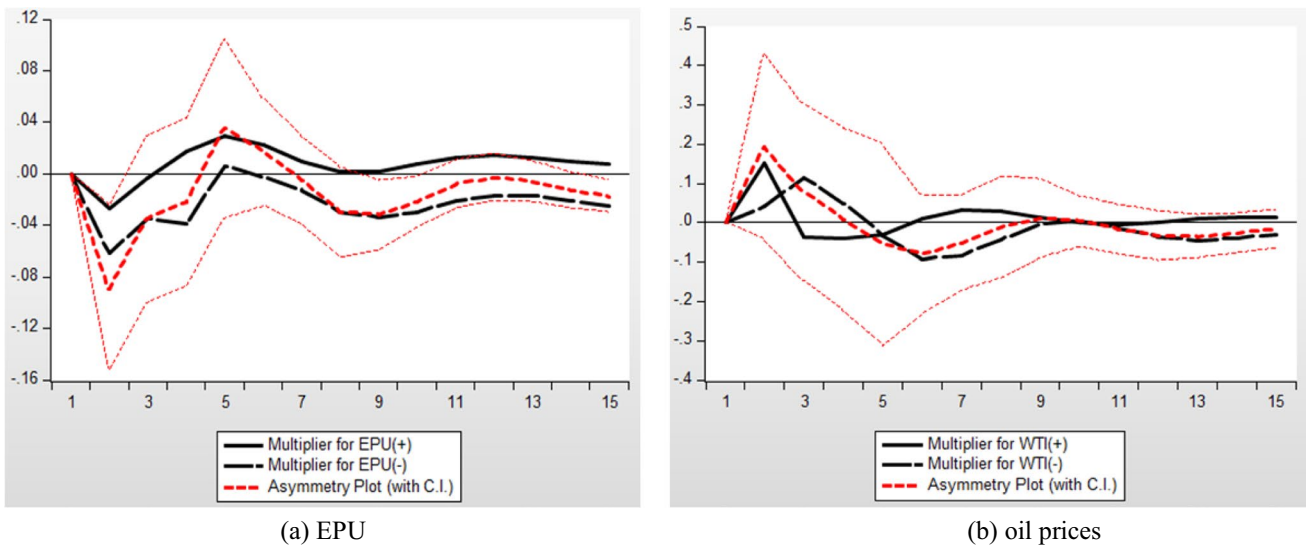 .12
.08
.04
.00
-.04
-.08
-.12
-.16
1 3 5 7 9 11 13 15
Multiplier for EPU(+)
Multiplier for EPU(-)
Asymmetry Plot (with C.I.)
(a) EPU
.5
.4
.3
.2
.1
.0
-.1
-.2
-.3
-.4
1 3 5 7 9 11 13 15
Multiplier for WTI(+)
Multiplier for WTI(-)
Asymmetry Plot (with C.I.)
(b) oil prices